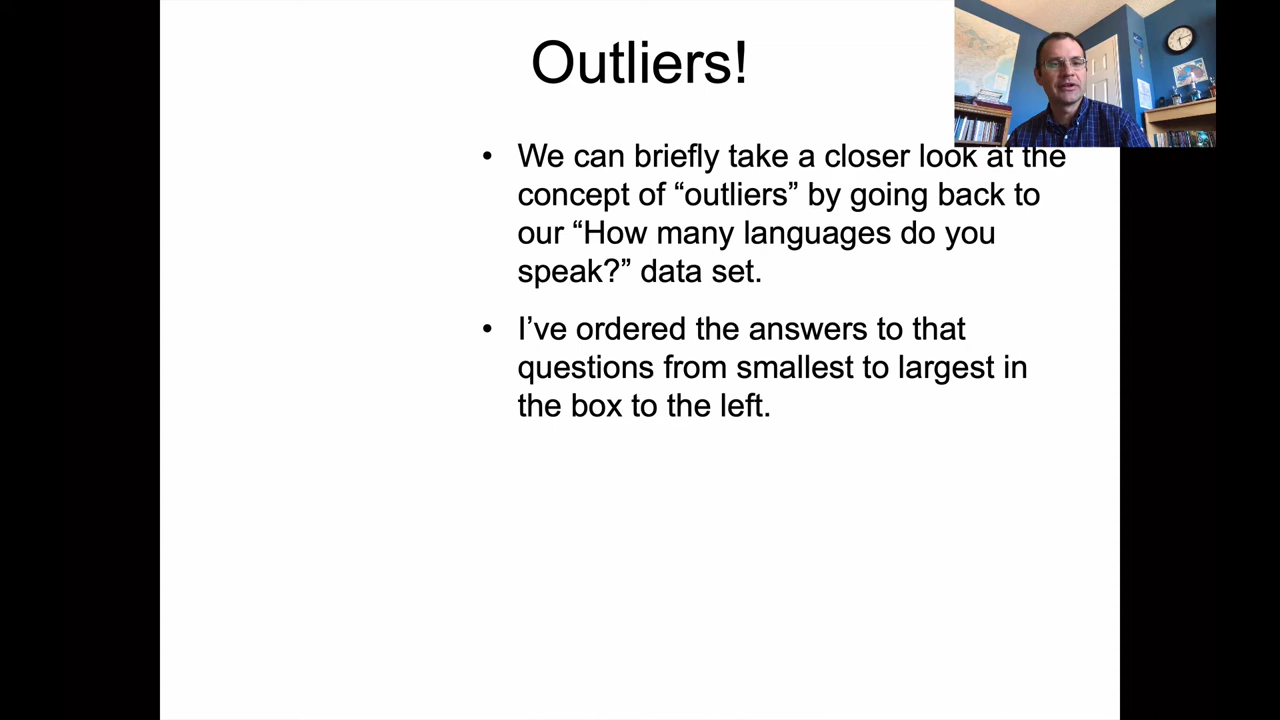 Outliers!
• We can briefly take a closer look at the
concept of “outliers” by going back to
our “How many languages do you
speak?” data set.
• I’ve ordered the answers to that
questions from smallest to largest in
the box to the left.